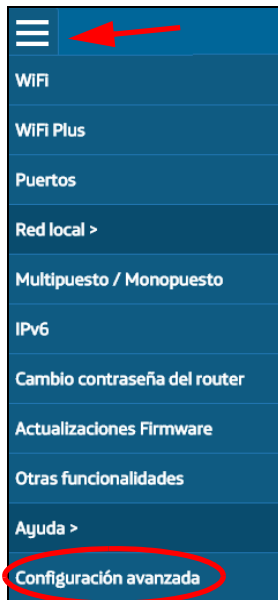 WiFi
WiFi Plus
Puertos
Red local >
Multipuesto / Monopuesto
IPv6
Cambio contraseña del router
Actualizaciones Firmware
Otras funcionalidades
Ayuda >
Configuración avanzada